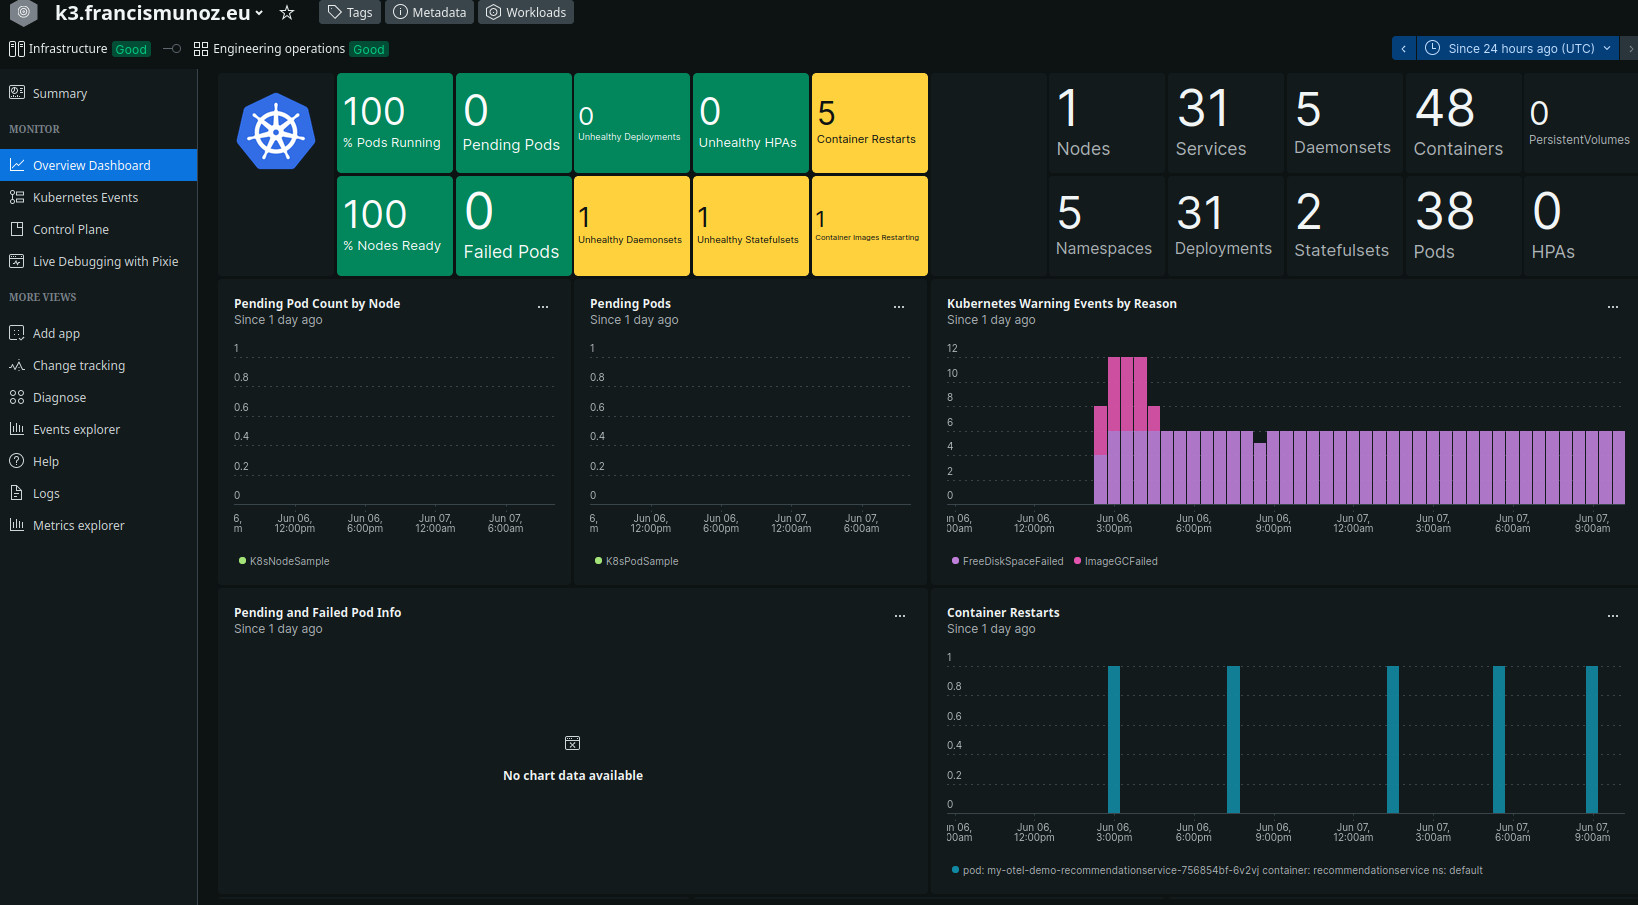 k3.francismunoz.eu
Tags
Metadata
Workloads
Infrastructure Good
Engineering operations Good
Since 24 hours ago (UTC)
Summary
MONITOR
Overview Dashboard
Kubernetes Events
Control Plane
Live Debugging with Pixie
MORE VIEWS
Add app
Change tracking
Diagnose
Events explorer
Help
Logs
Metrics explorer
100
% Pods Running
0
Pending Pods
0
Unhealthy Deployments
0
Unhealthy HPAs
5
Container Restarts
1
Nodes
31
Services
5
Daemonsets
48
Containers
0
PersistentVolumes
100
% Nodes Ready
0
Failed Pods
1
Unhealthy Daemonsets
1
Unhealthy Statefulsets
1
Container Images Restarting
5
Namespaces
31
Deployments
2
Statefulsets
38
Pods
0
HPAs
Pending Pod Count by Node
...
Since 1 day ago
1
0.8
0.6
0.4
0.2
0
6, Jun 06, Jun 06, Jun 07, Jun 07,
m 12:00pm 6:00pm 12:00am 6:00am
K8sNodeSample
Pending Pods
...
Since 1 day ago
1
0.8
0.6
0.4
0.2
0
6, Jun 06, Jun 06, Jun 07, Jun 07,
m 12:00pm 6:00pm 12:00am 6:00am
K8sPodSample
Kubernetes Warning Events by Reason
...
Since 1 day ago
12
10
8
6
4
2
0
in 06, Jun 06, Jun 06, Jun 06, Jun 06, Jun 07, Jun 07, Jun 07, Jun 07,
00am 12:00pm 3:00pm 6:00pm 9:00pm 12:00am 3:00am 6:00am 9:00am
FreeDiskSpaceFailed ImageGCFailed
Pending and Failed Pod Info
...
Since 1 day ago
No chart data available
Container Restarts
...
Since 1 day ago
1
0.8
0.6
0.4
0.2
0
in 06, Jun 06, Jun 06, Jun 06, Jun 06, Jun 07, Jun 07, Jun 07, Jun 07,
00am 12:00pm 3:00pm 6:00pm 9:00pm 12:00am 3:00am 6:00am 9:00am
pod: my-otel-demo-recommendationservice-756854bf-6v2vj container: recommendationservice ns: default